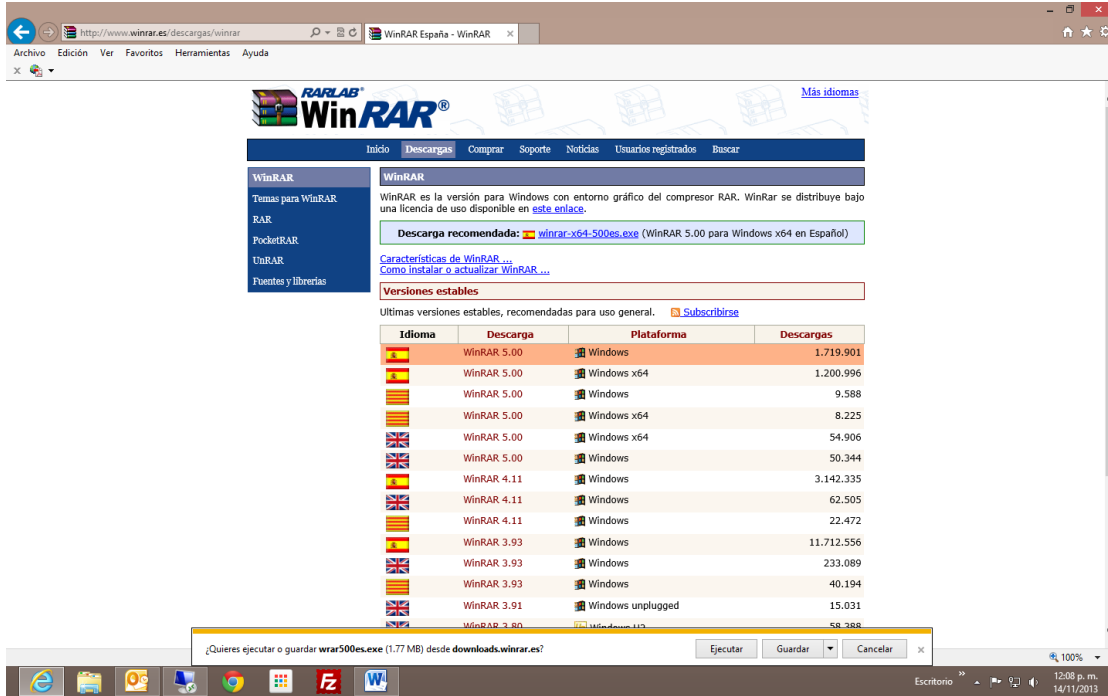 http://www.winrar.es/descargas/winrar
WinRAR España - WinRAR
Archivo Edición Ver Favoritos Herramientas Ayuda
RARLAB®
WinRAR®
Más idiomas
Inicio Descargas Comprar Soporte Noticias Usuarios registrados Buscar
WinRAR
Temas para WinRAR
RAR
PocketRAR
UnRAR
Fuentes y librerias
WinRAR
WinRAR es la versión para Windows con entorno gráfico del compresor RAR. WinRar se distribuye bajo
una licencia de uso disponible en este enlace.
Descarga recomendada: winrar-x64-500es.exe (WinRAR 5.00 para Windows x64 en Español)
Características de WinRAR ...
Como instalar o actualizar WinRAR ...
Versiones estables
Ultimas versiones estables, recomendadas para uso general. Subscribirse
Idioma Descarga Plataforma Descargas
WinRAR 5.00 Windows 1.719.901
WinRAR 5.00 Windows x64 1.200.996
WinRAR 5.00 Windows 9.588
WinRAR 5.00 Windows x64 8.225
WinRAR 5.00 Windows x64 54.906
WinRAR 5.00 Windows 50.344
WinRAR 4.11 Windows 3.142.335
WinRAR 4.11 Windows 62.505
WinRAR 4.11 Windows 22.472
WinRAR 3.93 Windows 11.712.556
WinRAR 3.93 Windows 233.089
WinRAR 3.93 Windows 40.194
WinRAR 3.91 Windows unplugged 15.031
WinRAR 3.80 Windows U3 58.388
¿Quieres ejecutar o guardar wrar500es.exe (1.77 MB) desde downloads.winrar.es?
Ejecutar Guardar Cancelar
100%
Escritorio
12:08 p. m.
14/11/2013